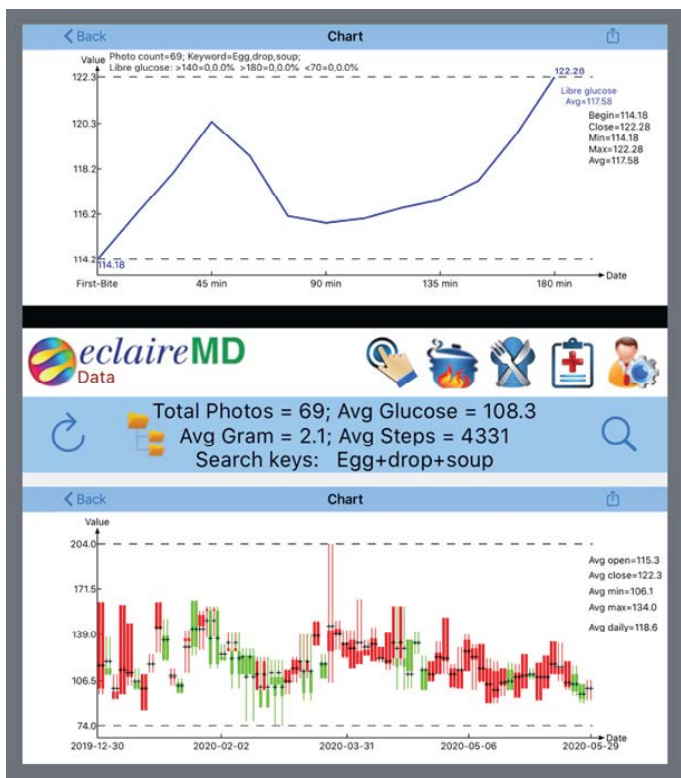 Back Chart
Value Photo count=69; Keyword=Egg,drop,soup;
Libre glucose: >140=0,0.0% >180=0,0.0% <70=0,0.0%
122.3
122.28
Libre glucose
Avg=117.58
Begin=114.18
Close=122.28
Min=114.18
Max=122.28
Avg=117.58
120.3
118.2
116.2
114.2
114.18
Date
First-Bite 45 min 90 min 135 min 180 min
eclaireMD
Data
Total Photos = 69; Avg Glucose = 108.3
Avg Gram = 2.1; Avg Steps = 4331
Search keys: Egg+drop+soup
Back Chart
Value
204.0
Avg open=115.3
Avg close=122.3
Avg min=106.1
Avg max=134.0
Avg daily=118.6
171.5
139.0
106.5
74.0
Date
2019-12-30 2020-02-02 2020-03-31 2020-05-06 2020-05-29